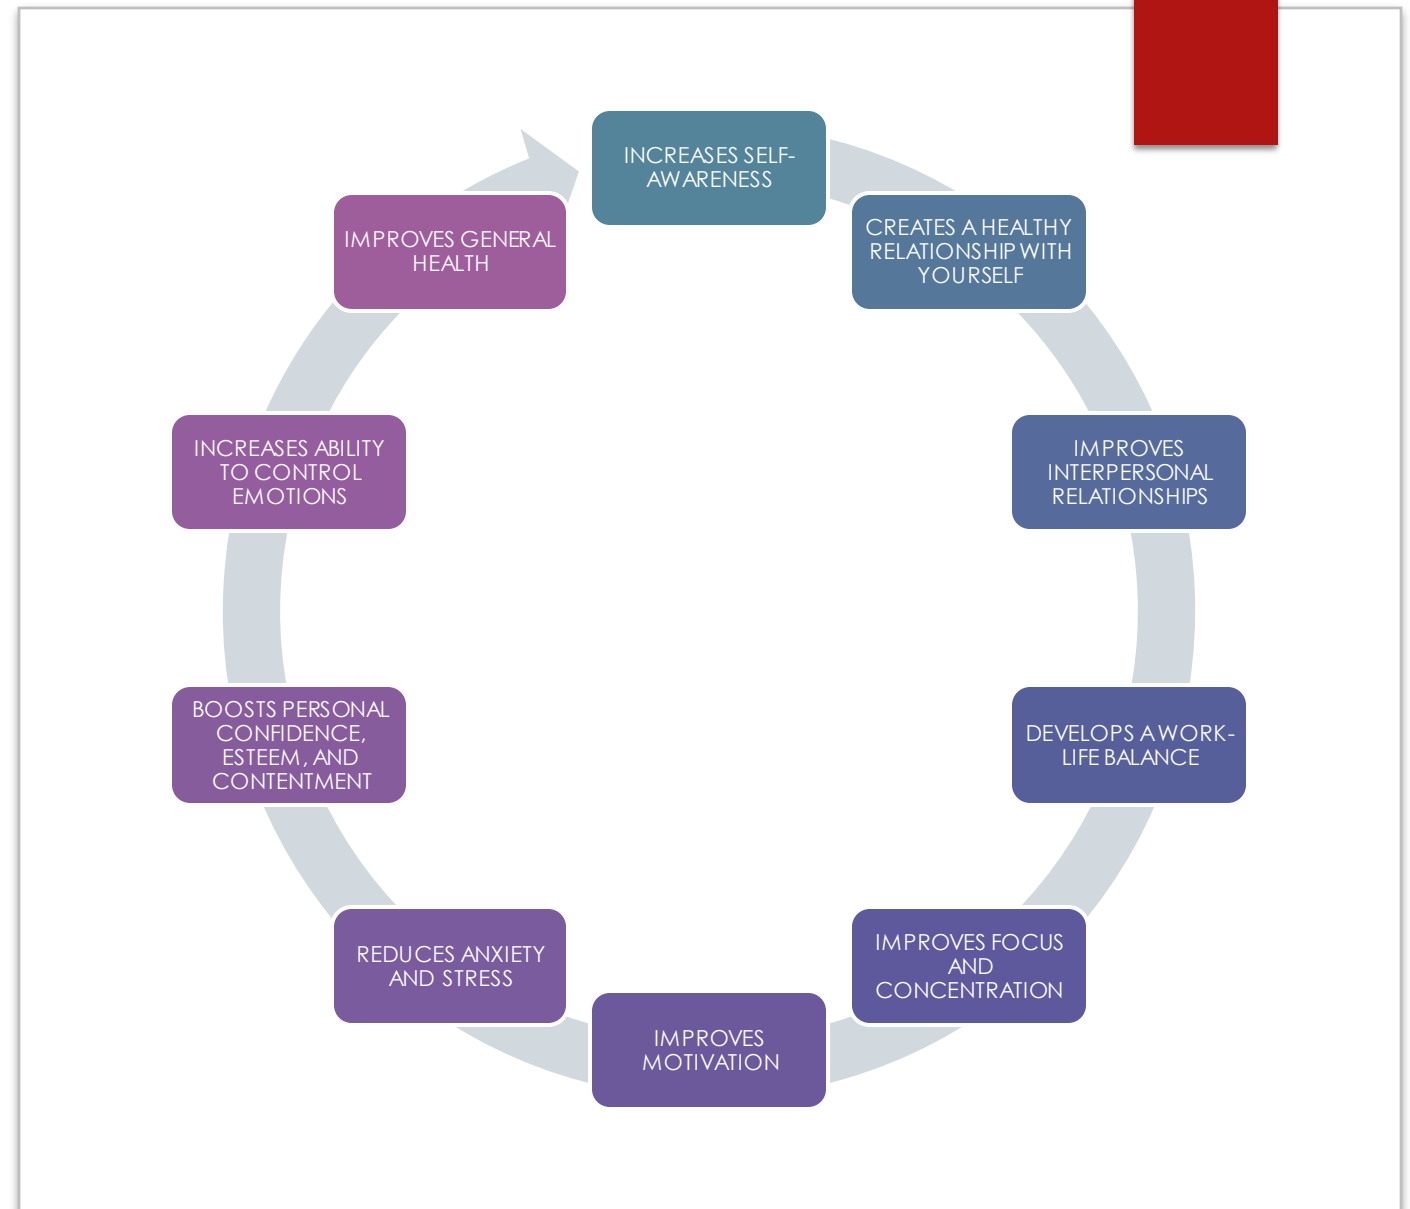 INCREASES SELF-
AWARENESS
CREATES A HEALTHY
RELATIONSHIP WITH
YOURSELF
IMPROVES
INTERPERSONAL
RELATIONSHIPS
DEVELOPS A WORK-
LIFE BALANCE
IMPROVES FOCUS
AND
CONCENTRATION
IMPROVES
MOTIVATION
REDUCES ANXIETY
AND STRESS
BOOSTS PERSONAL
CONFIDENCE,
ESTEEM, AND
CONTENTMENT
INCREASES ABILITY
TO CONTROL
EMOTIONS
IMPROVES GENERAL
HEALTH